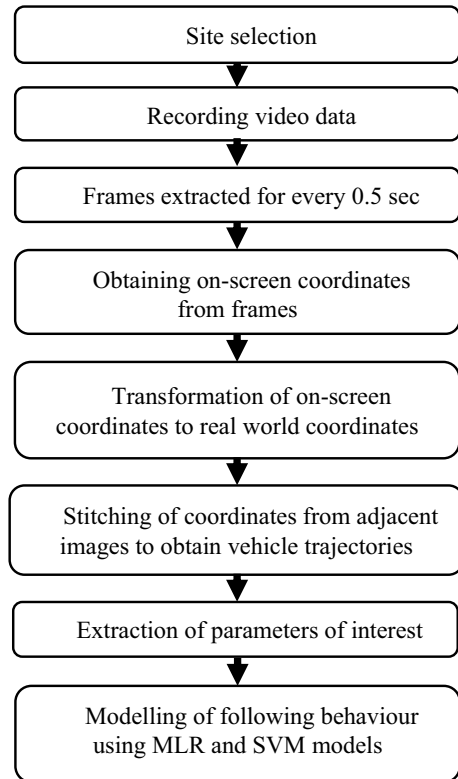 Site selection
Recording video data
Frames extracted for every 0.5 sec
Obtaining on-screen coordinates
from frames
Transformation of on-screen
coordinates to real world coordinates
Stitching of coordinates from adjacent
images to obtain vehicle trajectories
Extraction of parameters of interest
Modelling of following behaviour
using MLR and SVM models